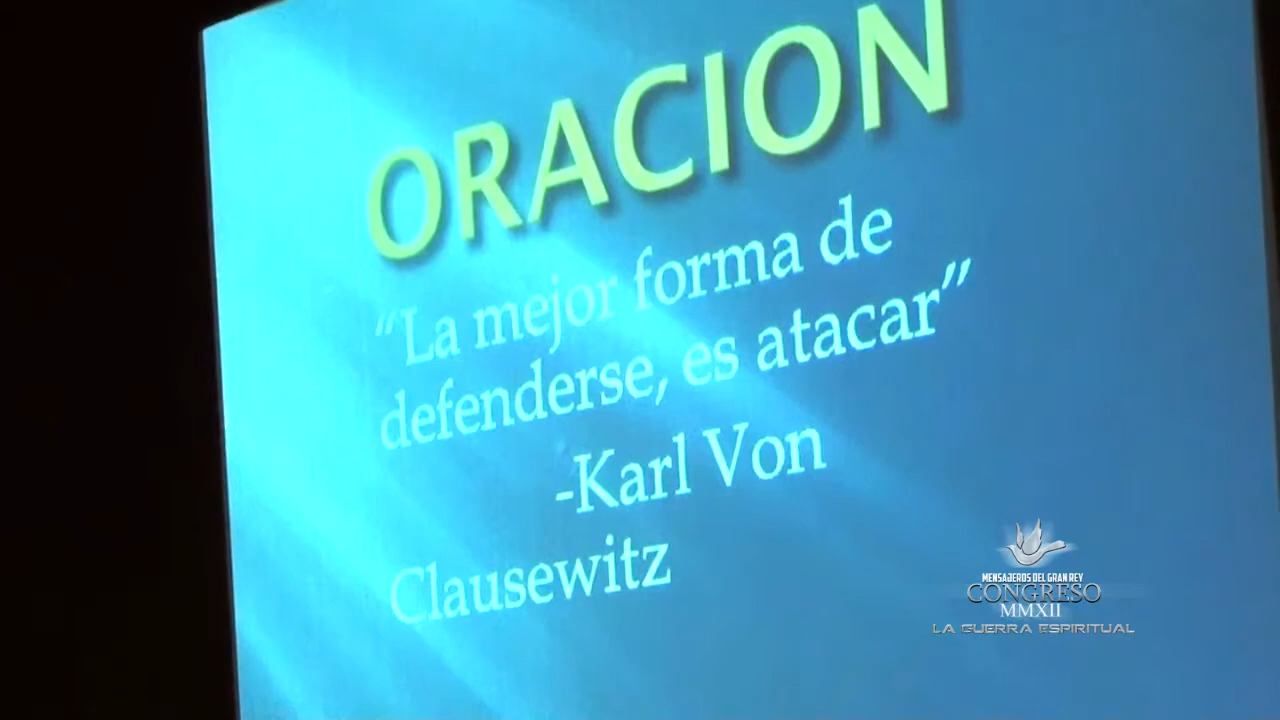 ORACION
“La mejor forma de
defenderse, es atacar”
-Karl Von
Clausewitz
MENSAJEROS DEL GRAN REY
CONGRESO
MMXII
LA GUERRA ESPIRITUAL